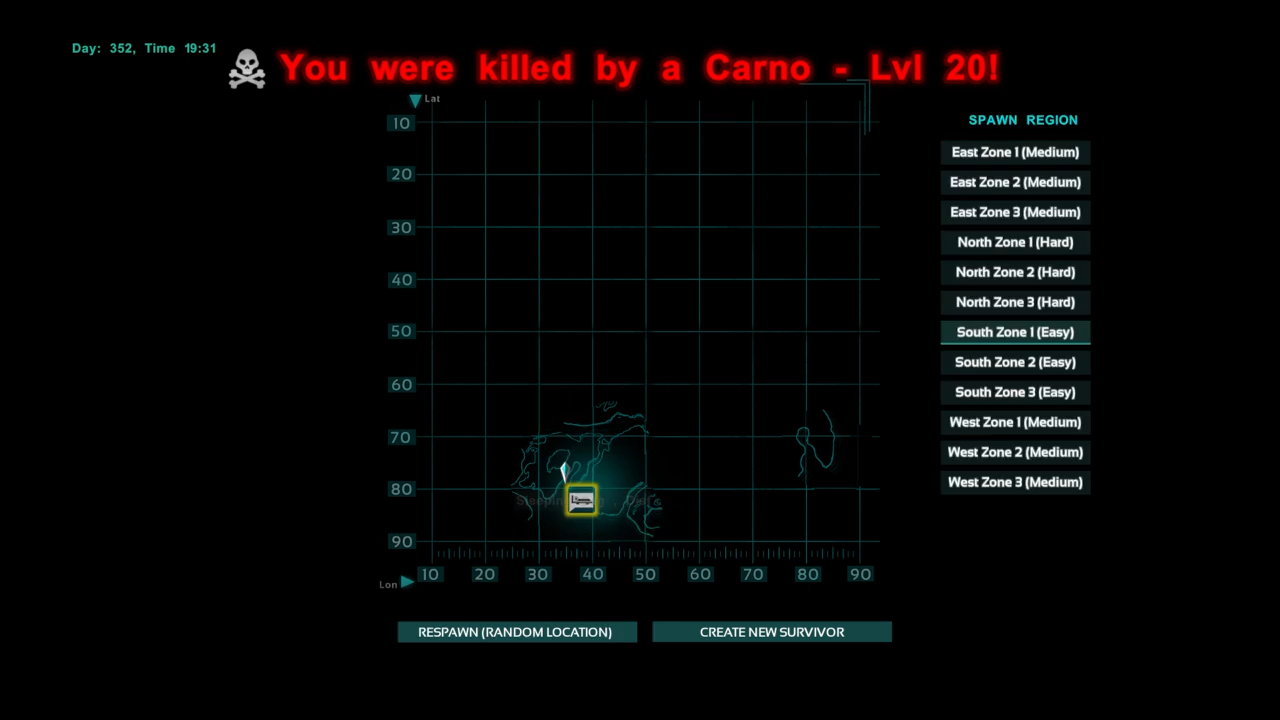 Day: 352, Time 19:31
You were killed by a Carno - Lvl 20!
Lat
10
20
30
40
50
60
70
80
90
Lon
10 20 30 40 50 60 70 80 90
SPAWN REGION
East Zone 1 (Medium)
East Zone 2 (Medium)
East Zone 3 (Medium)
North Zone 1 (Hard)
North Zone 2 (Hard)
North Zone 3 (Hard)
South Zone 1 (Easy)
South Zone 2 (Easy)
South Zone 3 (Easy)
West Zone 1 (Medium)
West Zone 2 (Medium)
West Zone 3 (Medium)
RESPAWN (RANDOM LOCATION)
CREATE NEW SURVIVOR